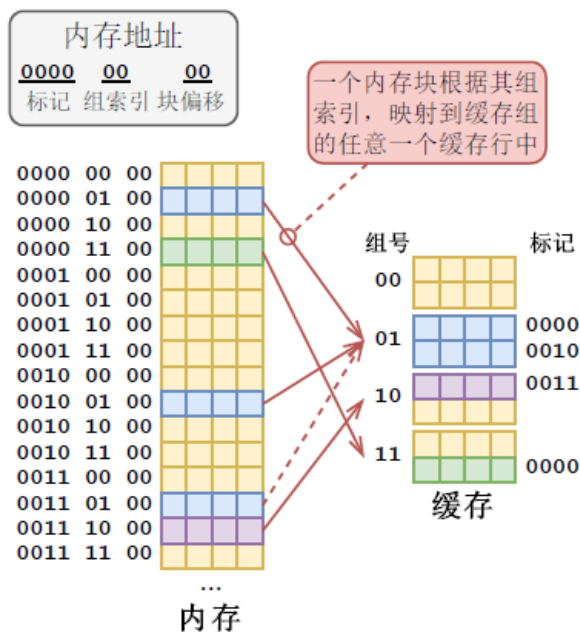 内存地址
0000 00 00
标记 组索引 块偏移
一个内存块根据其组
索引，映射到缓存组
的任意一个缓存行中
0000 00 00
0000 01 00
0000 10 00
0000 11 00
0001 00 00
0001 01 00
0001 10 00
0001 11 00
0010 00 00
0010 01 00
0010 10 00
0010 11 00
0011 00 00
0011 01 00
0011 10 00
0011 11 00
...
内存
组号 标记
00
01 0000
0010
10 0011
11 0000
缓存